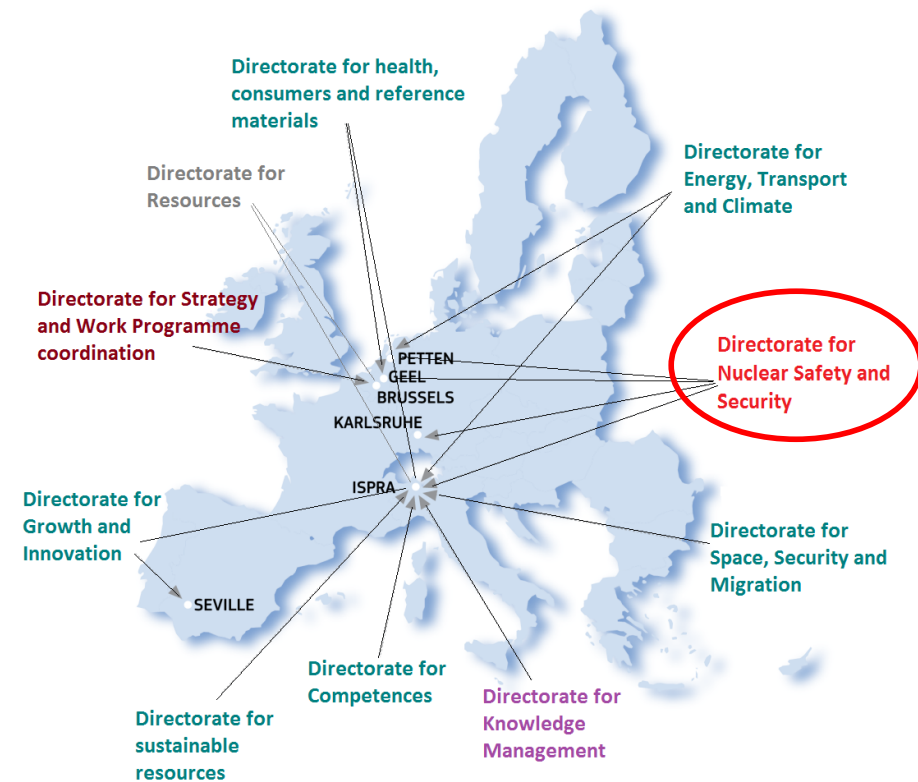 Directorate for health,
consumers and reference
materials
Directorate for
Resources
Directorate for
Energy, Transport
and Climate
Directorate for Strategy
and Work Programme
coordination
PETTEN
GEEL
BRUSSELS
KARLSRUHE
Directorate for
Nuclear Safety and
Security
ISPRA
Directorate for
Growth and
Innovation
SEVILLE
Directorate for
Space, Security and
Migration
Directorate for
Competences
Directorate for
Knowledge
Management
Directorate for
sustainable
resources